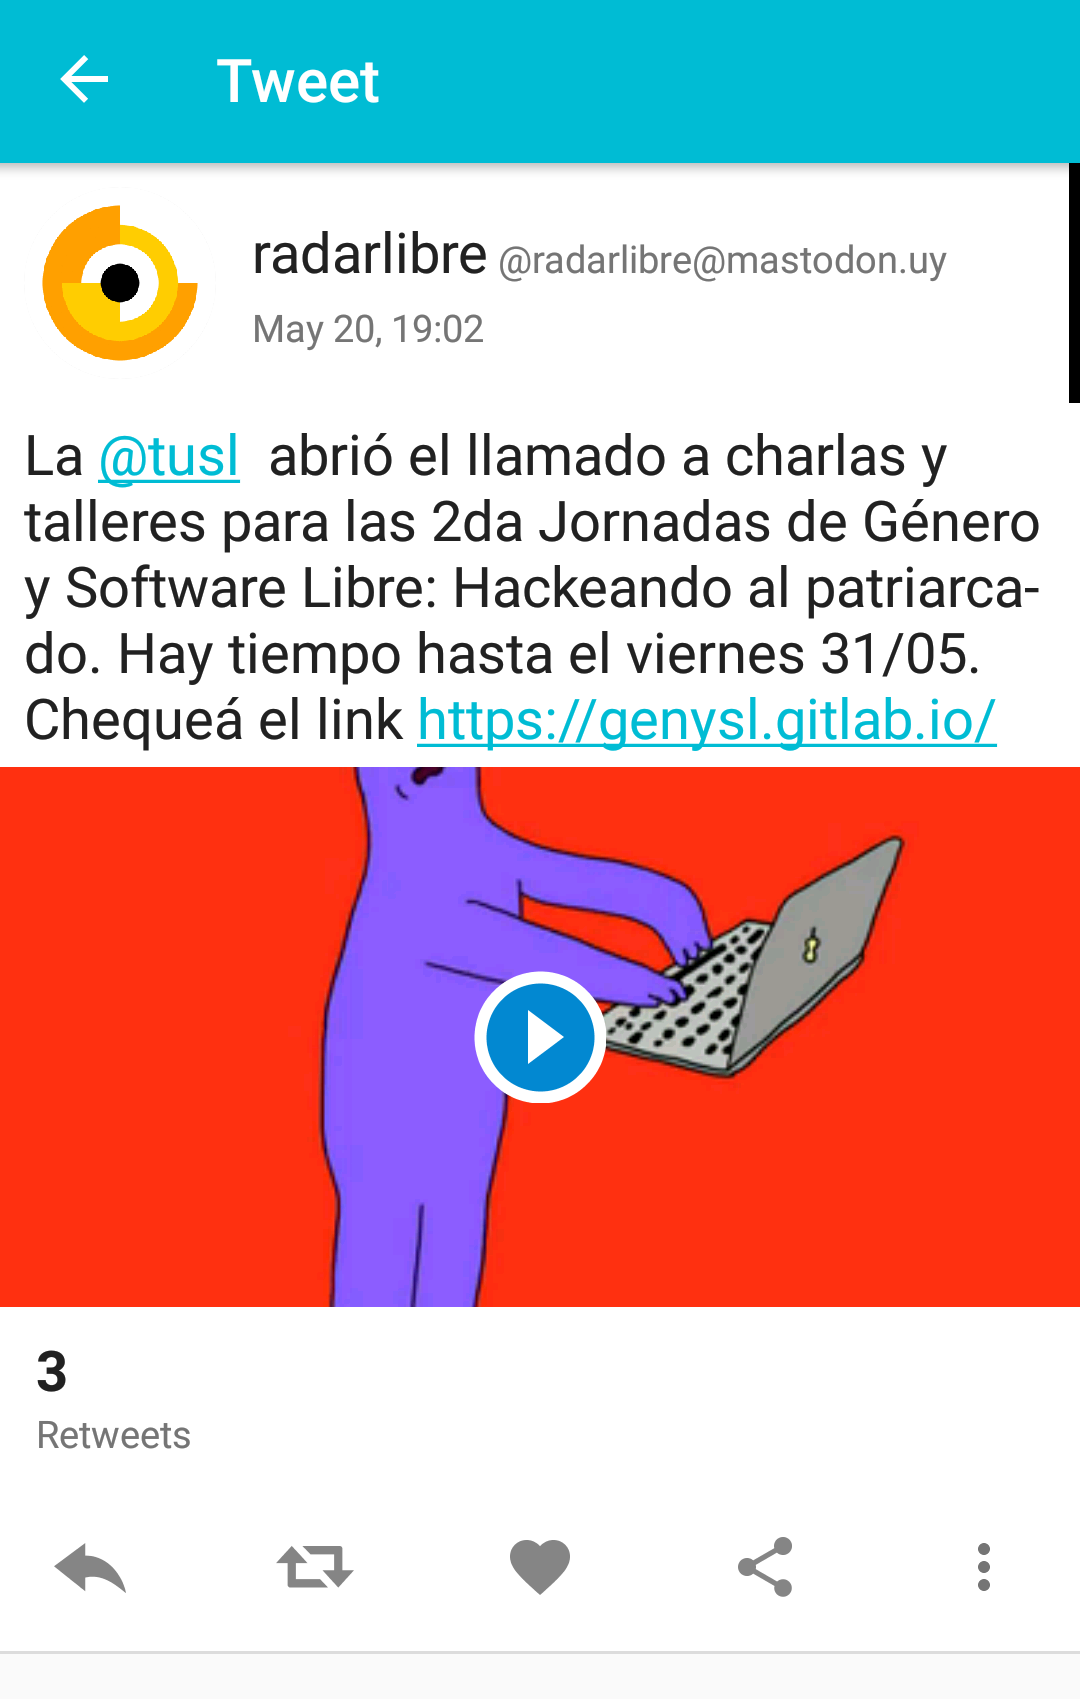 Tweet
radarlibre @radarlibre@mastodon.uy
May 20, 19:02
La @tusl abrió el llamado a charlas y
talleres para las 2da Jornadas de Género
y Software Libre: Hackeando al patriarca-
do. Hay tiempo hasta el viernes 31/05.
Chequeá el link https://genysl.gitlab.io/
3
Retweets